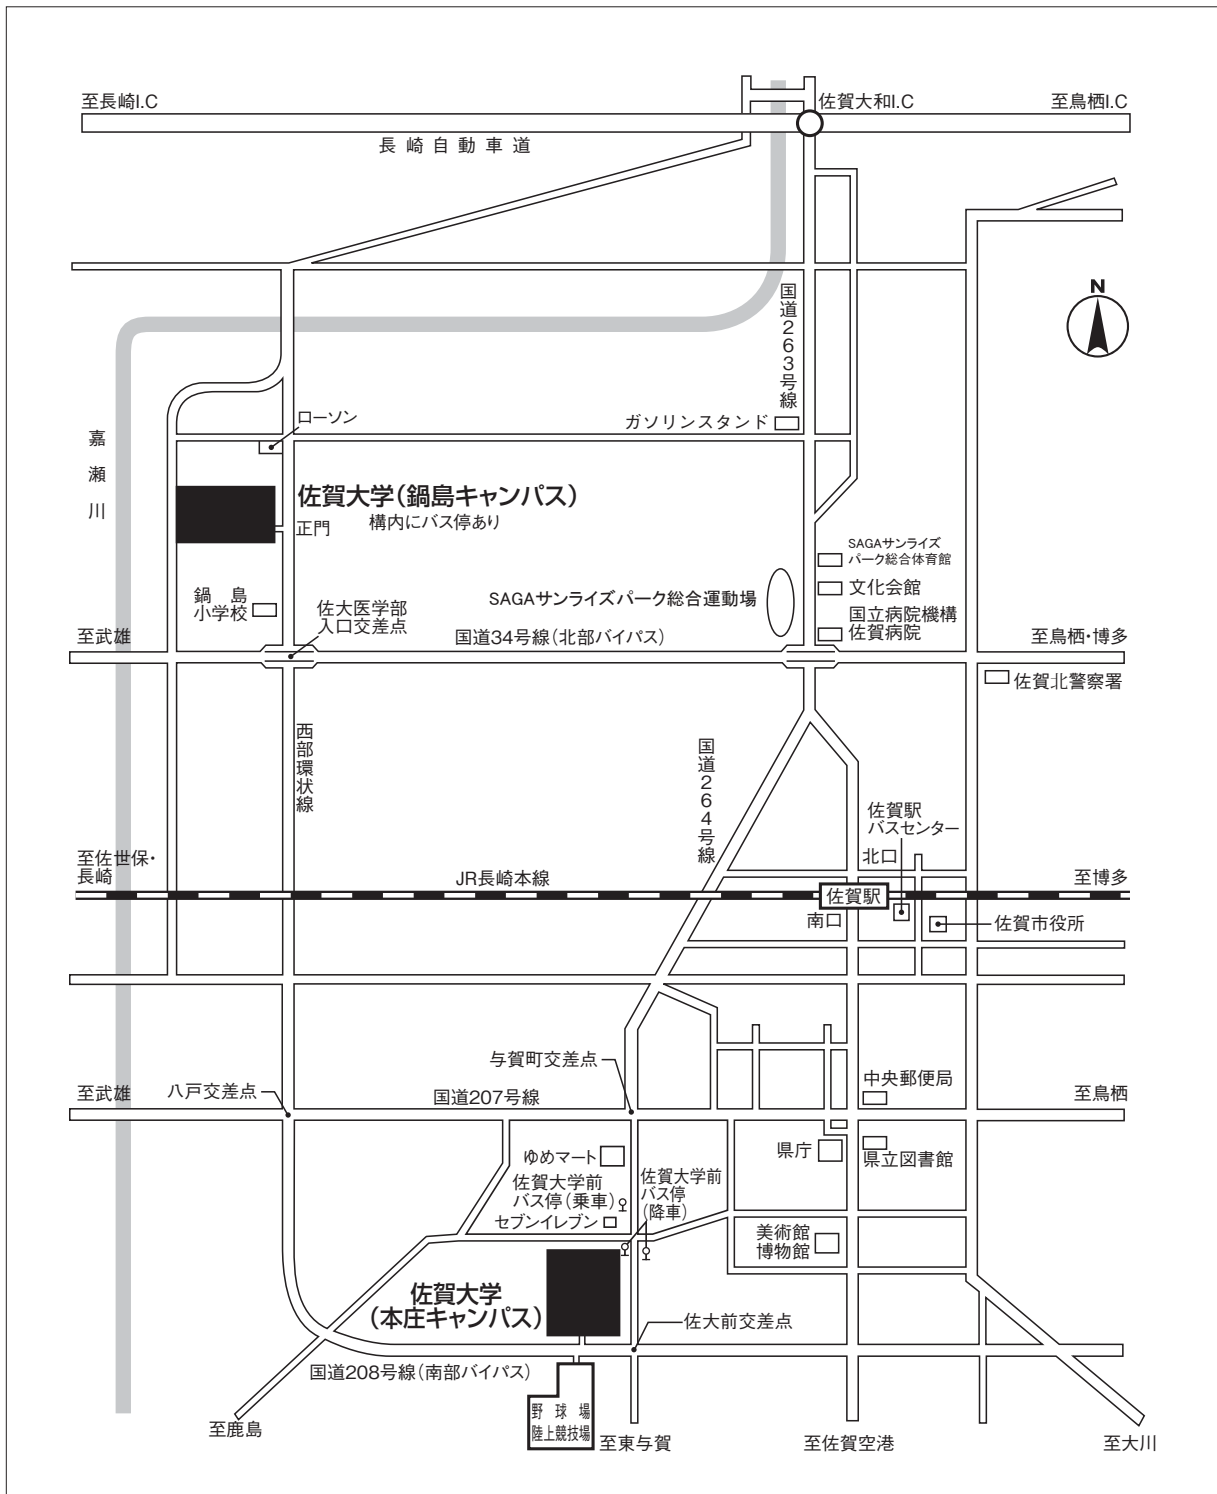 至長崎I.C
佐賀大和I.C
至鳥栖I.C
長崎自動車道
N
国道263号線
ローソン
ガソリンスタンド
嘉瀬川
佐賀大学(鍋島キャンパス)
構内にバス停あり
正門
SAGAサンライズ
パーク総合体育館
鍋島
小学校
佐大医学部
入口交差点
SAGAサンライズパーク総合運動場
文化会館
国立病院機構
佐賀病院
至武雄
国道34号線(北部バイパス)
至鳥栖・博多
佐賀北警察署
西部環状線
国道264号線
佐賀駅
バスセンター
北口
至佐世保・
長崎
JR長崎本線
佐賀駅
至博多
南口
佐賀市役所
与賀町交差点
至武雄
八戸交差点
国道207号線
中央郵便局
至鳥栖
ゆめマート
県庁
県立図書館
佐賀大学前
バス停(乗車)
佐賀大学前
バス停
(降車)
セブンイレブン
美術館
博物館
佐賀大学
(本庄キャンパス)
佐大前交差点
国道208号線(南部バイパス)
野球場
陸上競技場
至鹿島
至東与賀
至佐賀空港
至大川